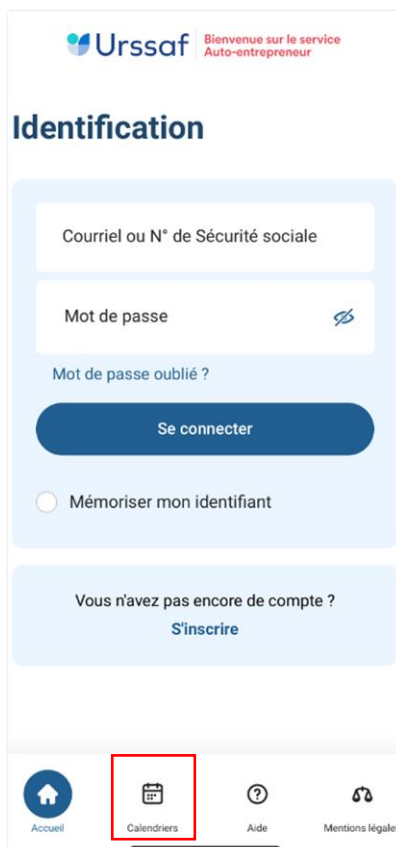 Urssaf
Bienvenue sur le service
Auto-entrepreneur
Identification
Courriel ou N° de Sécurité sociale
Mot de passe
Mot de passe oublié ?
Se connecter
Mémoriser mon identifiant
Vous n'avez pas encore de compte ?
S'inscrire
Accueil
Calendriers
Aide
Mentions légale